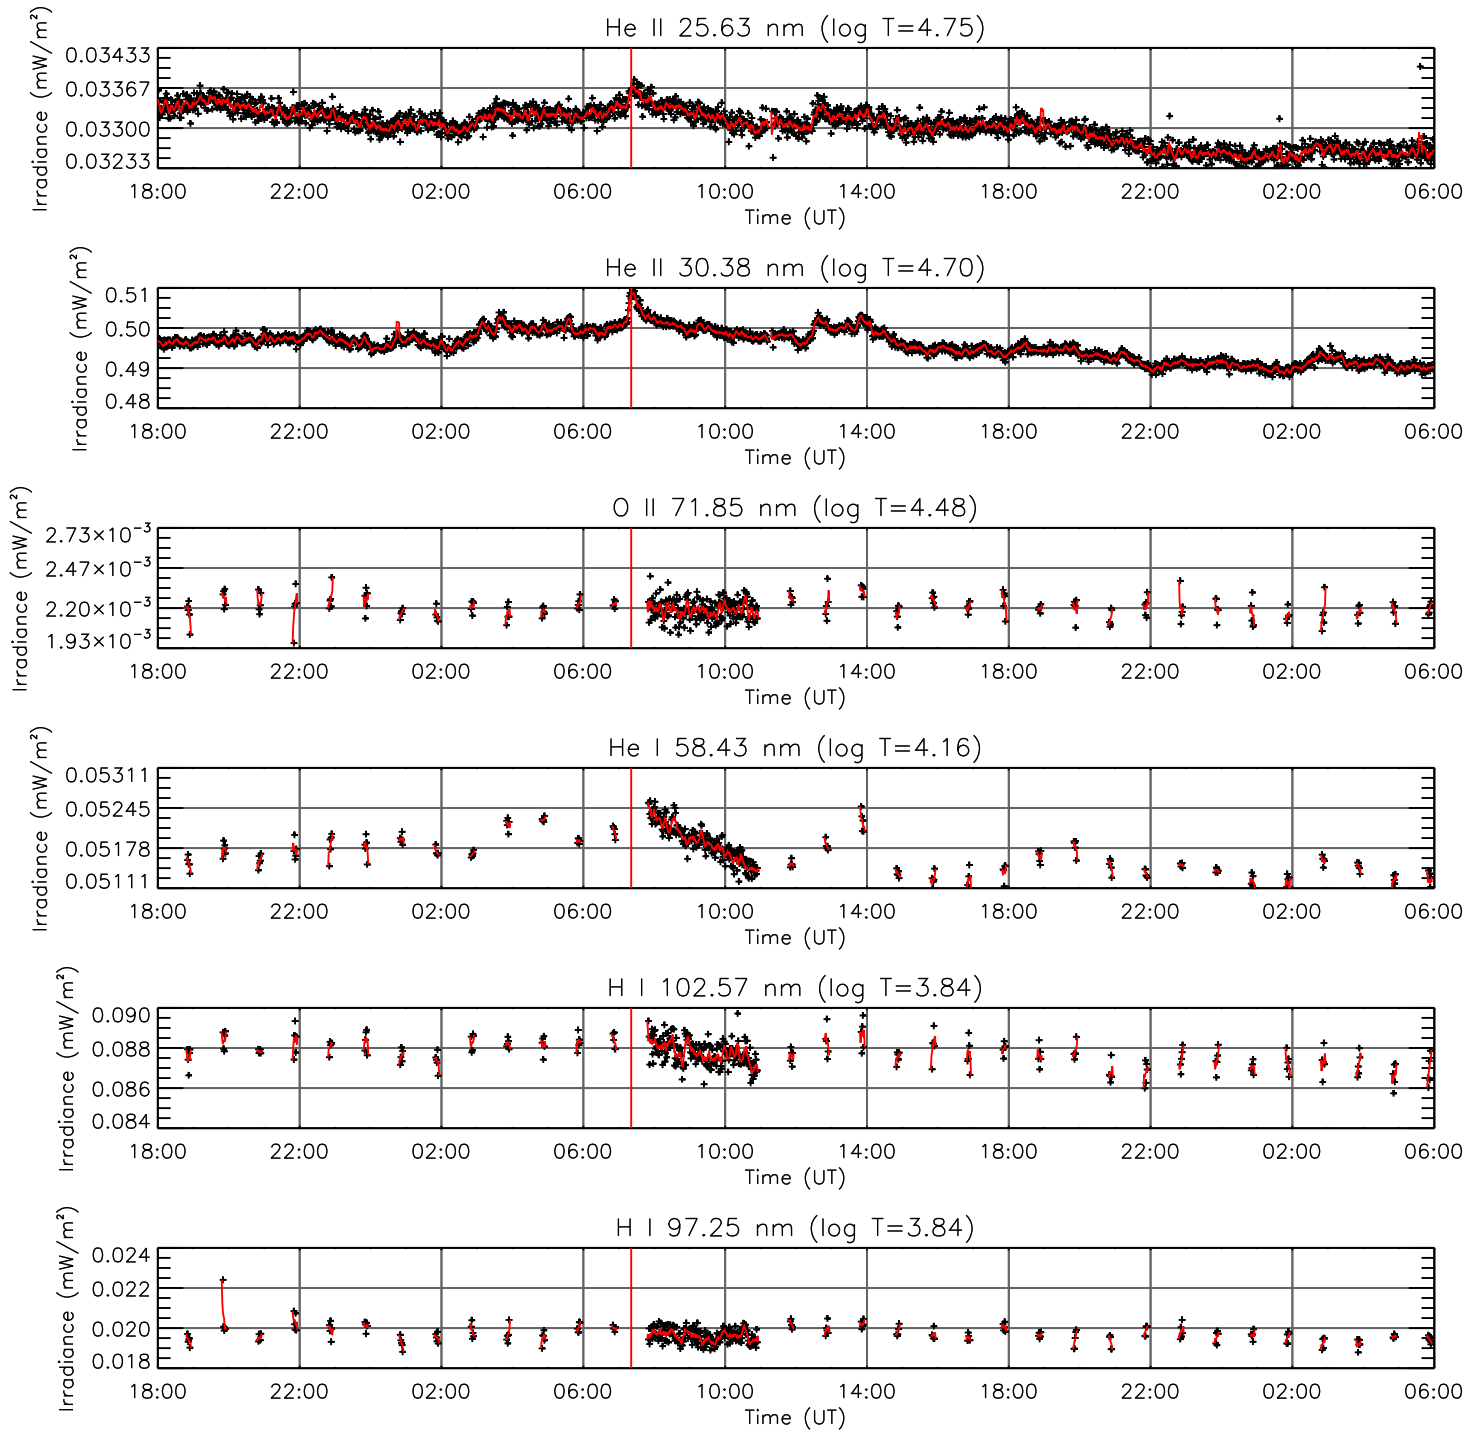 He II 25.63 nm (log T=4.75)
Irradiance (mW/m²)
0.03433
0.03367
0.03300
0.03233
18:00 22:00 02:00 06:00 10:00 14:00 18:00 22:00 02:00 06:00
Time (UT)
He II 30.38 nm (log T=4.70)
Irradiance (mW/m²)
0.51
0.50
0.49
0.48
18:00 22:00 02:00 06:00 10:00 14:00 18:00 22:00 02:00 06:00
Time (UT)
O II 71.85 nm (log T=4.48)
Irradiance (mW/m²)
2.73×10⁻³
2.47×10⁻³
2.20×10⁻³
1.93×10⁻³
18:00 22:00 02:00 06:00 10:00 14:00 18:00 22:00 02:00 06:00
Time (UT)
He I 58.43 nm (log T=4.16)
Irradiance (mW/m²)
0.05311
0.05245
0.05178
0.05111
18:00 22:00 02:00 06:00 10:00 14:00 18:00 22:00 02:00 06:00
Time (UT)
H I 102.57 nm (log T=3.84)
Irradiance (mW/m²)
0.090
0.088
0.086
0.084
18:00 22:00 02:00 06:00 10:00 14:00 18:00 22:00 02:00 06:00
Time (UT)
H I 97.25 nm (log T=3.84)
Irradiance (mW/m²)
0.024
0.022
0.020
0.018
18:00 22:00 02:00 06:00 10:00 14:00 18:00 22:00 02:00 06:00
Time (UT)